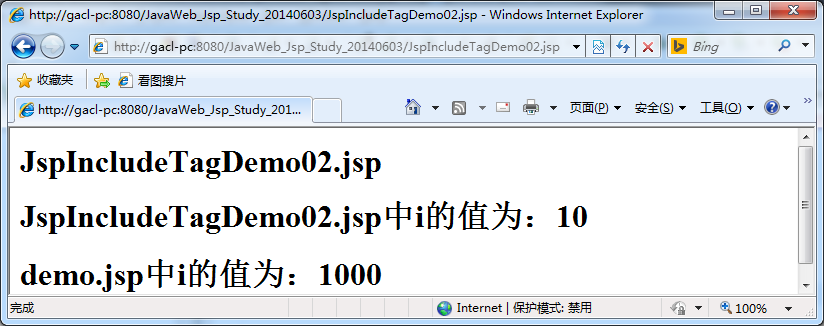 http://gacl-pc:8080/JavaWeb_Jsp_Study_20140603/JspIncludeTagDemo02.jsp - Windows Internet Explorer
http://gacl-pc:8080/JavaWeb_Jsp_Study_20140603/JspIncludeTagDemo02.jsp
Bing
收藏夹
看图搜片
http://gacl-pc:8080/JavaWeb_Jsp_Study_201...
页面(P)
安全(S)
工具(O)
JspIncludeTagDemo02.jsp
JspIncludeTagDemo02.jsp中i的值为：10
demo.jsp中i的值为：1000
完成
Internet | 保护模式: 禁用
100%